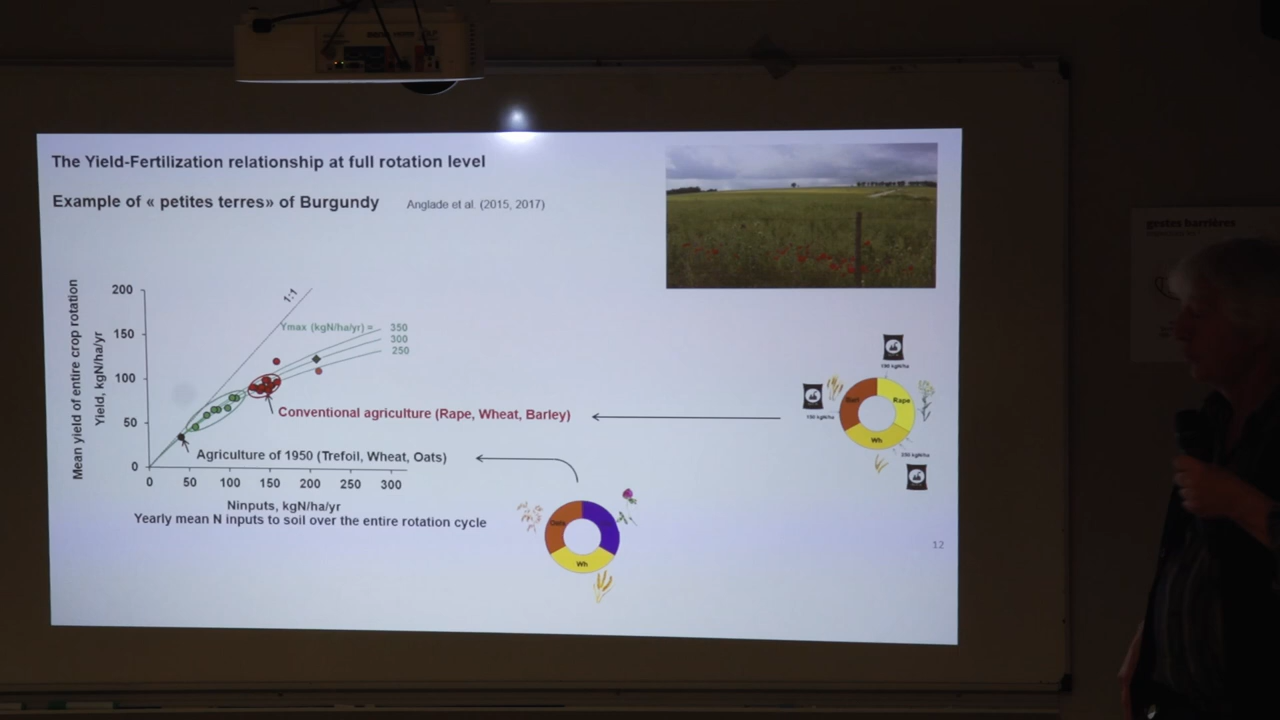 The Yield-Fertilization relationship at full rotation level
Example of « petites terres» of Burgundy
Anglade et al. (2015, 2017)
Mean yield of entire crop rotation
Yield, kgN/ha/yr
200
150
100
50
0
1:1
Ymax (kgN/ha/yr) =
350
300
250
Conventional agriculture (Rape, Wheat, Barley)
Agriculture of 1950 (Trefoil, Wheat, Oats)
0 50 100 150 200 250 300
Ninputs, kgN/ha/yr
Yearly mean N inputs to soil over the entire rotation cycle
Rape
Wh
Oats
Wh
12
gestes barrières